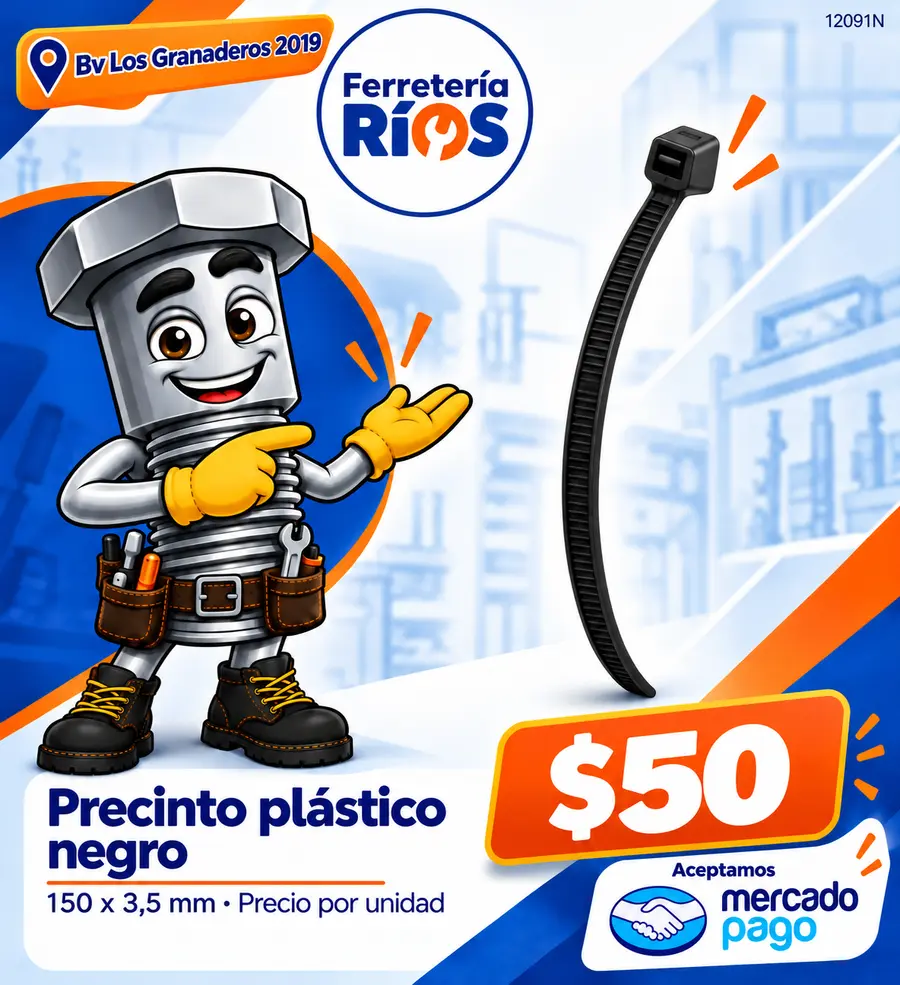 12091N
Bv Los Granaderos 2019
Ferretería
RÍOS
Precinto plástico
negro
150 x 3,5 mm • Precio por unidad
$50
Aceptamos
mercado
pago